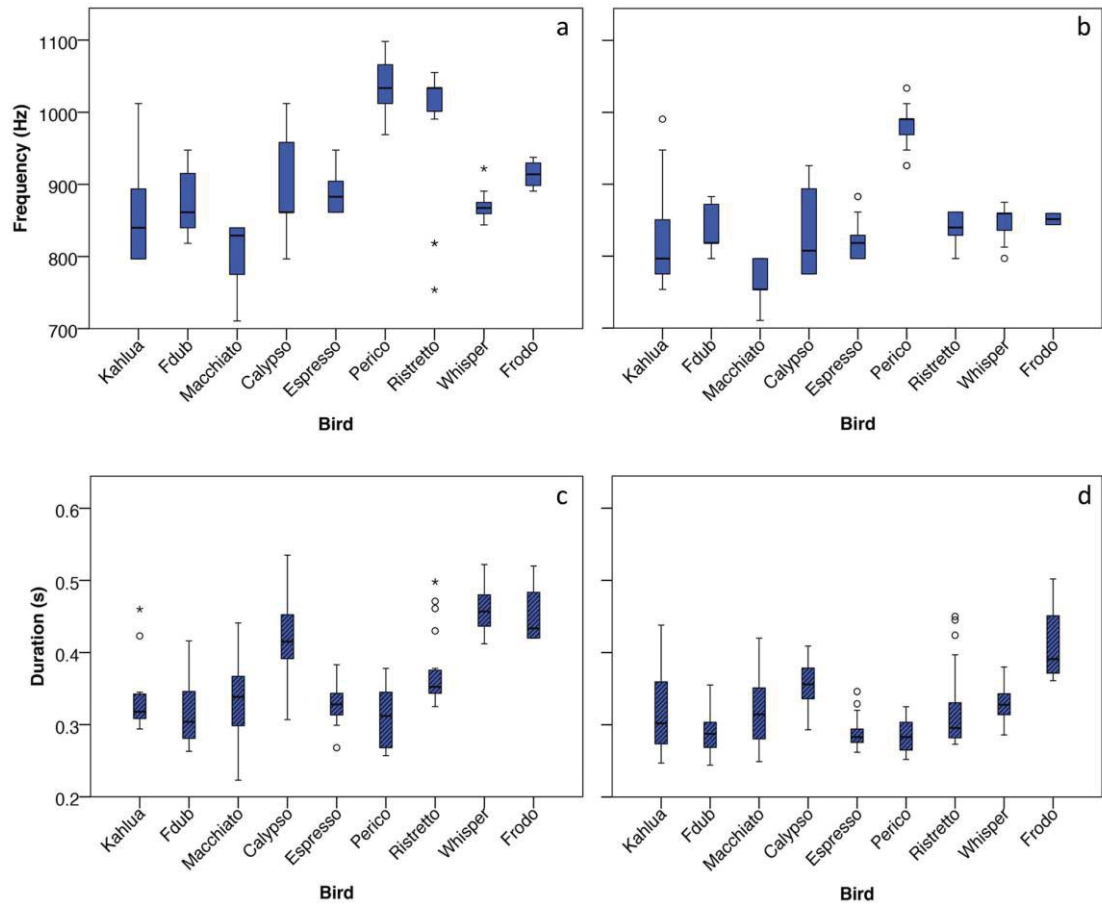 a
1100
1000
900
800
700
Frequency (Hz)
Kahlua
Fdub
Macchiato
Calypso
Espresso
Perico
Ristretto
Whisper
Frodo
Bird
b
Kahlua
Fdub
Macchiato
Calypso
Espresso
Perico
Ristretto
Whisper
Frodo
Bird
c
0.6
0.5
0.4
0.3
0.2
Duration (s)
Kahlua
Fdub
Macchiato
Calypso
Espresso
Perico
Ristretto
Whisper
Frodo
Bird
d
Kahlua
Fdub
Macchiato
Calypso
Espresso
Perico
Ristretto
Whisper
Frodo
Bird